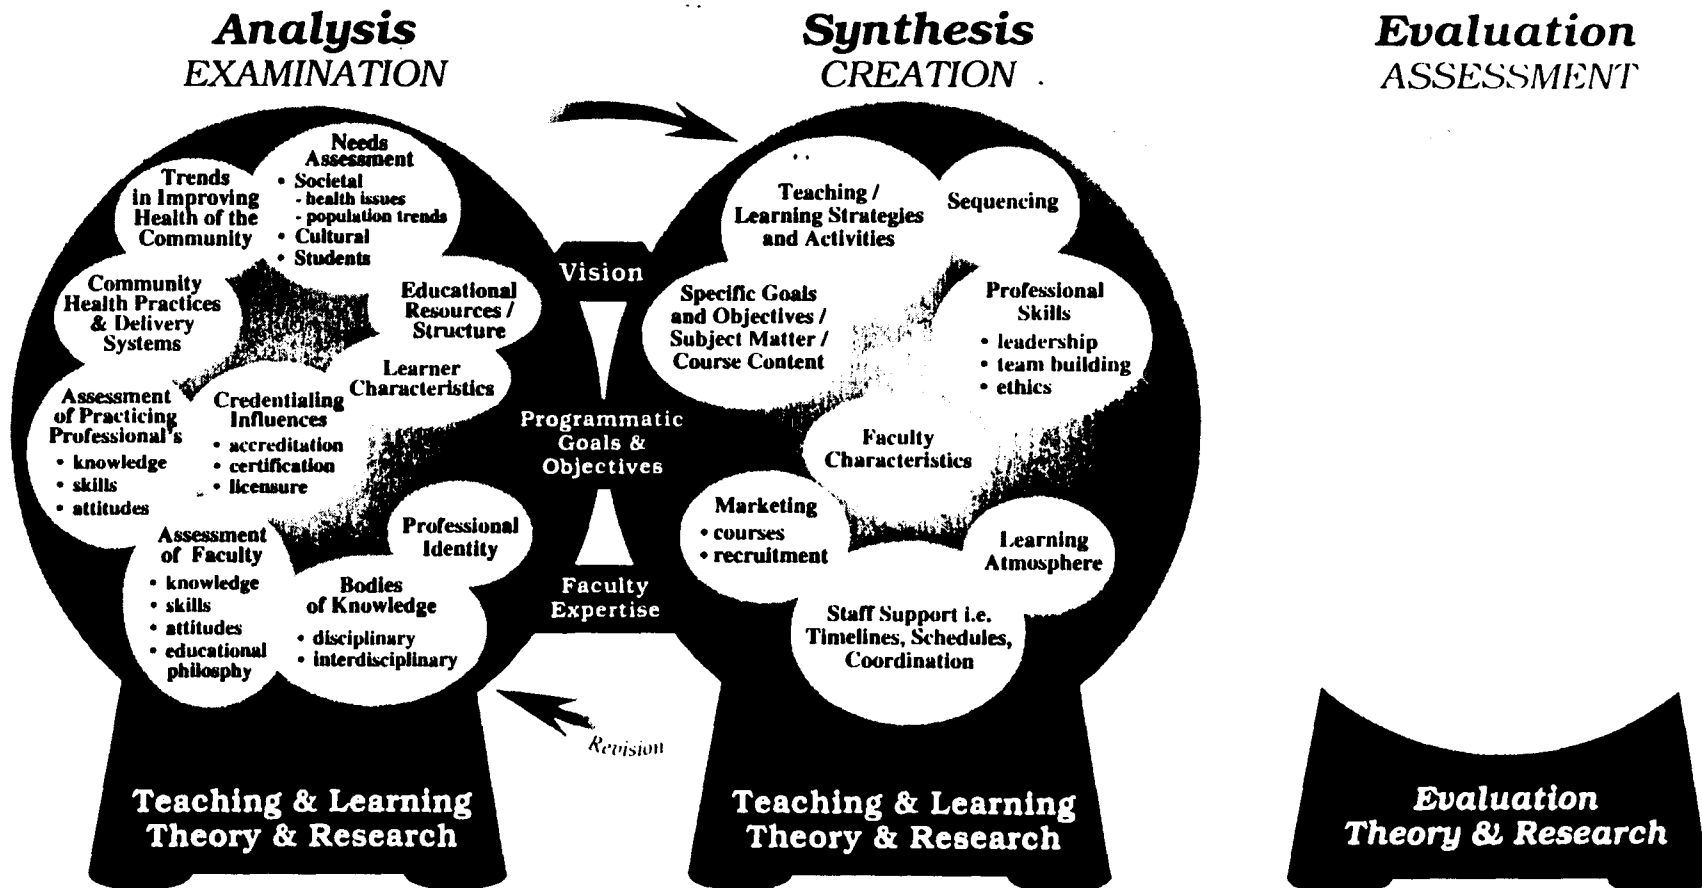 Analysis
EXAMINATION
Needs
Assessment
• Societal
- health issues
- population trends
• Cultural
• Students
Trends
in Improving
Health of the
Community
Community
Health Practices
& Delivery
Systems
Educational
Resources /
Structure
Learner
Characteristics
Assessment
of Practicing
Professional's
• knowledge
• skills
• attitudes
Credentialing
Influences
• accreditation
• certification
• licensure
Assessment
of Faculty
• knowledge
• skills
• attitudes
• educational
philosphy
Professional
Identity
Bodies
of Knowledge
• disciplinary
• interdisciplinary
Teaching & Learning
Theory & Research
Vision
Programmatic
Goals &
Objectives
Faculty
Expertise
Revision
Synthesis
CREATION
Teaching /
Learning Strategies
and Activities
Sequencing
Specific Goals
and Objectives /
Subject Matter /
Course Content
Professional
Skills
• leadership
• team building
• ethics
Faculty
Characteristics
Marketing
• courses
• recruitment
Learning
Atmosphere
Staff Support i.e.
Timelines, Schedules,
Coordination
Teaching & Learning
Theory & Research
Evaluation
ASSESSMENT
Evaluation
Theory & Research